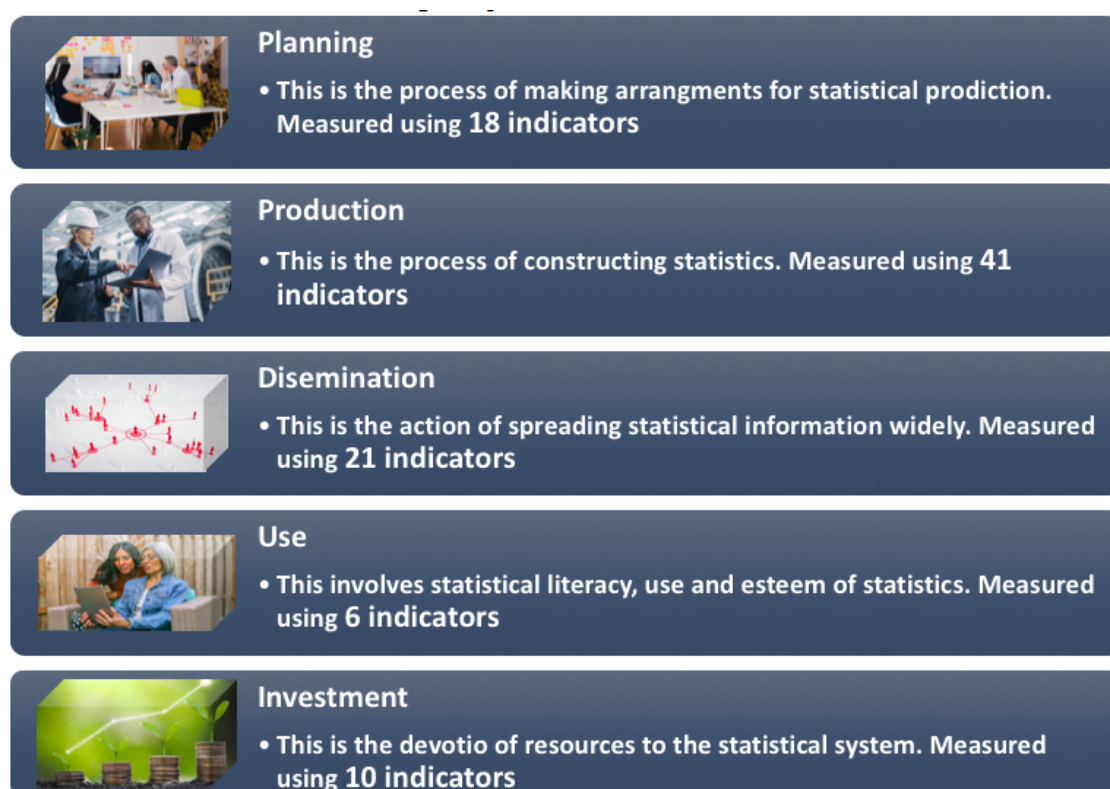 Planning
• This is the process of making arrangments for statistical prodiction.
Measured using 18 indicators
Production
• This is the process of constructing statistics. Measured using 41
indicators
Disemination
• This is the action of spreading statistical information widely. Measured
using 21 indicators
Use
• This involves statistical literacy, use and esteem of statistics. Measured
using 6 indicators
Investment
• This is the devotio of resources to the statistical system. Measured
using 10 indicators